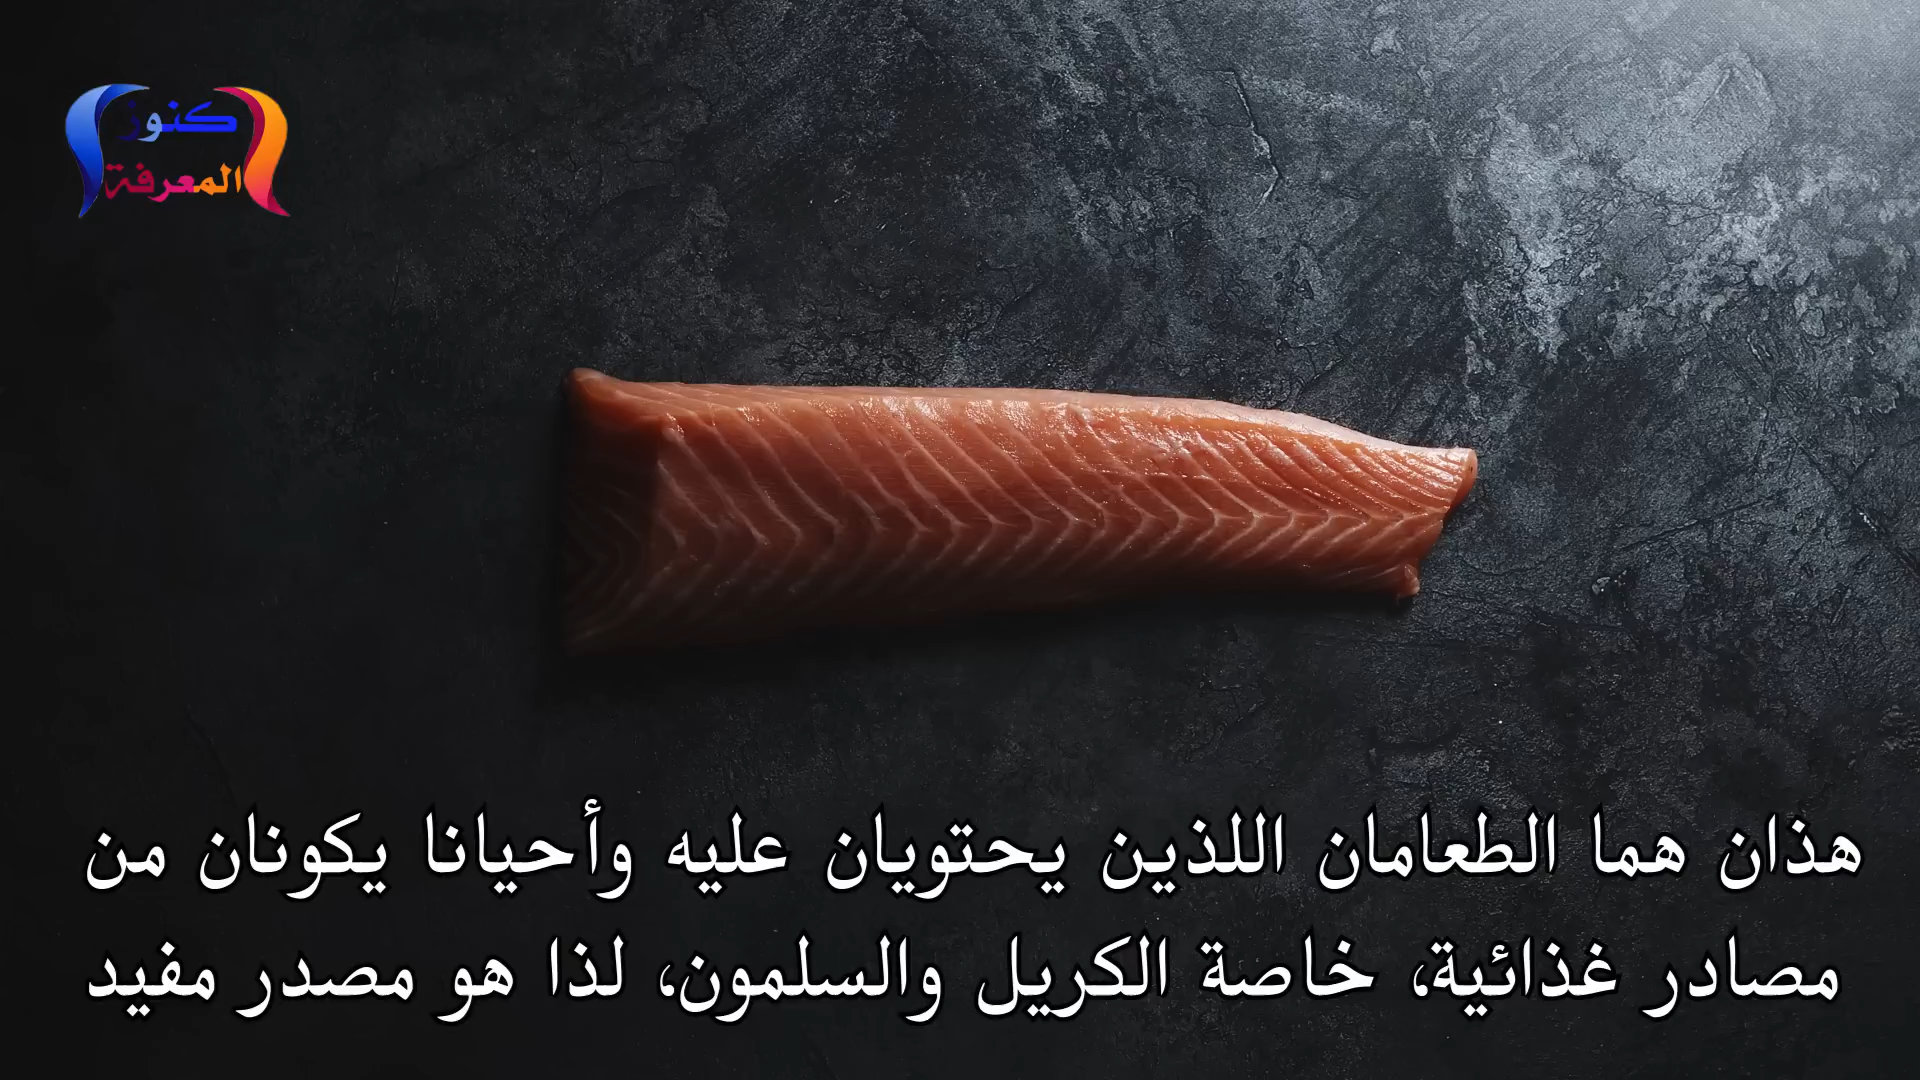 كنوز
المعرفة
هذان هما الطعامان اللذين يحتويان عليه وأحيانا يكونان من
مصادر غذائية، خاصة الكريل والسلمون، لذا هو مصدر مفيد